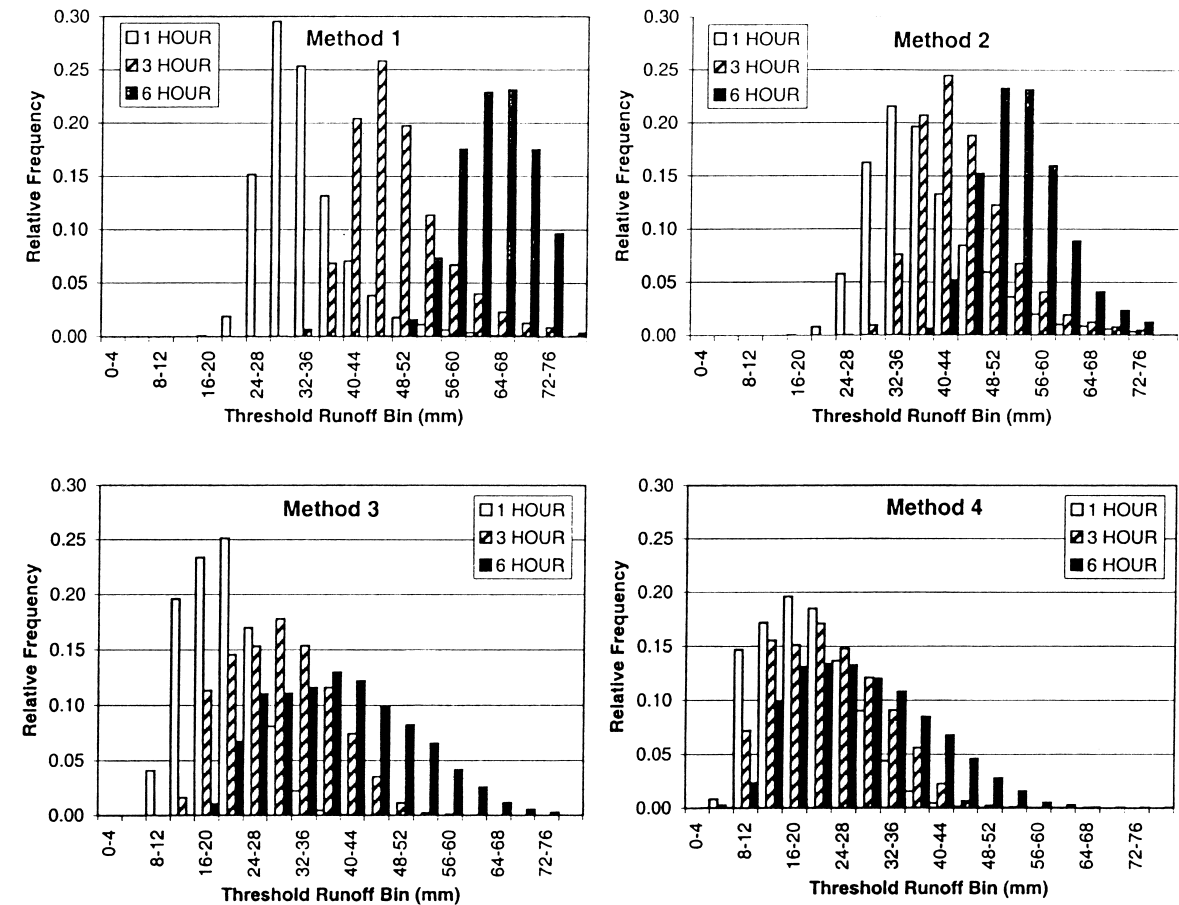 Method 1
1 HOUR
3 HOUR
6 HOUR
Relative Frequency
0.30
0.25
0.20
0.15
0.10
0.05
0.00
0-4
8-12
16-20
24-28
32-36
40-44
48-52
56-60
64-68
72-76
Threshold Runoff Bin (mm)
Method 2
1 HOUR
3 HOUR
6 HOUR
Relative Frequency
0.30
0.25
0.20
0.15
0.10
0.05
0.00
0-4
8-12
16-20
24-28
32-36
40-44
48-52
56-60
64-68
72-76
Threshold Runoff Bin (mm)
Method 3
1 HOUR
3 HOUR
6 HOUR
Relative Frequency
0.30
0.25
0.20
0.15
0.10
0.05
0.00
0-4
8-12
16-20
24-28
32-36
40-44
48-52
56-60
64-68
72-76
Threshold Runoff Bin (mm)
Method 4
1 HOUR
3 HOUR
6 HOUR
Relative Frequency
0.30
0.25
0.20
0.15
0.10
0.05
0.00
0-4
8-12
16-20
24-28
32-36
40-44
48-52
56-60
64-68
72-76
Threshold Runoff Bin (mm)